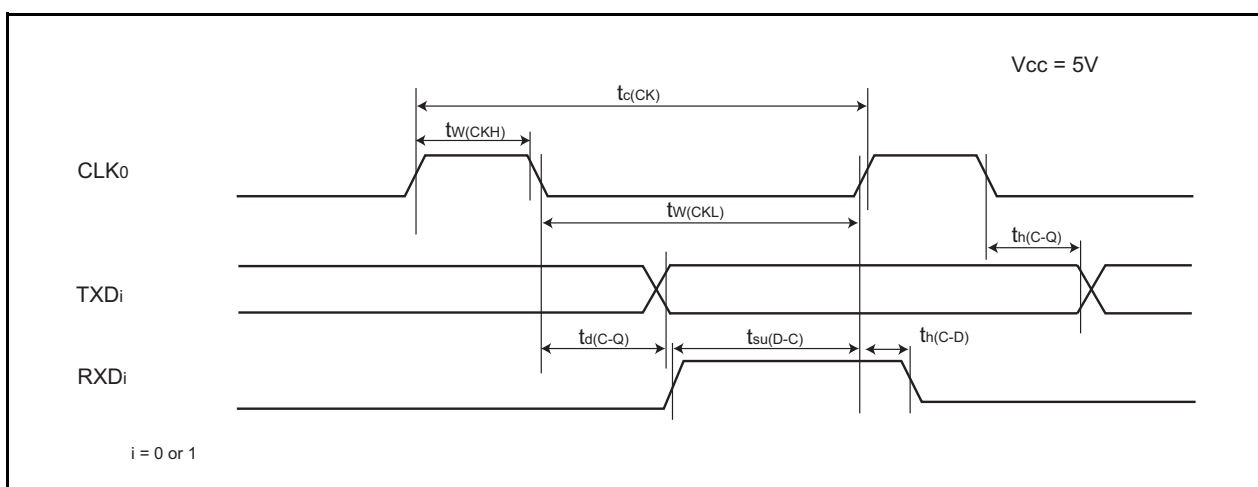 Vcc = 5V
tc(CK)
tW(CKH)
CLK0
tW(CKL)
th(C-Q)
TXDi
td(C-Q)
tsu(D-C)
th(C-D)
RXDi
i = 0 or 1